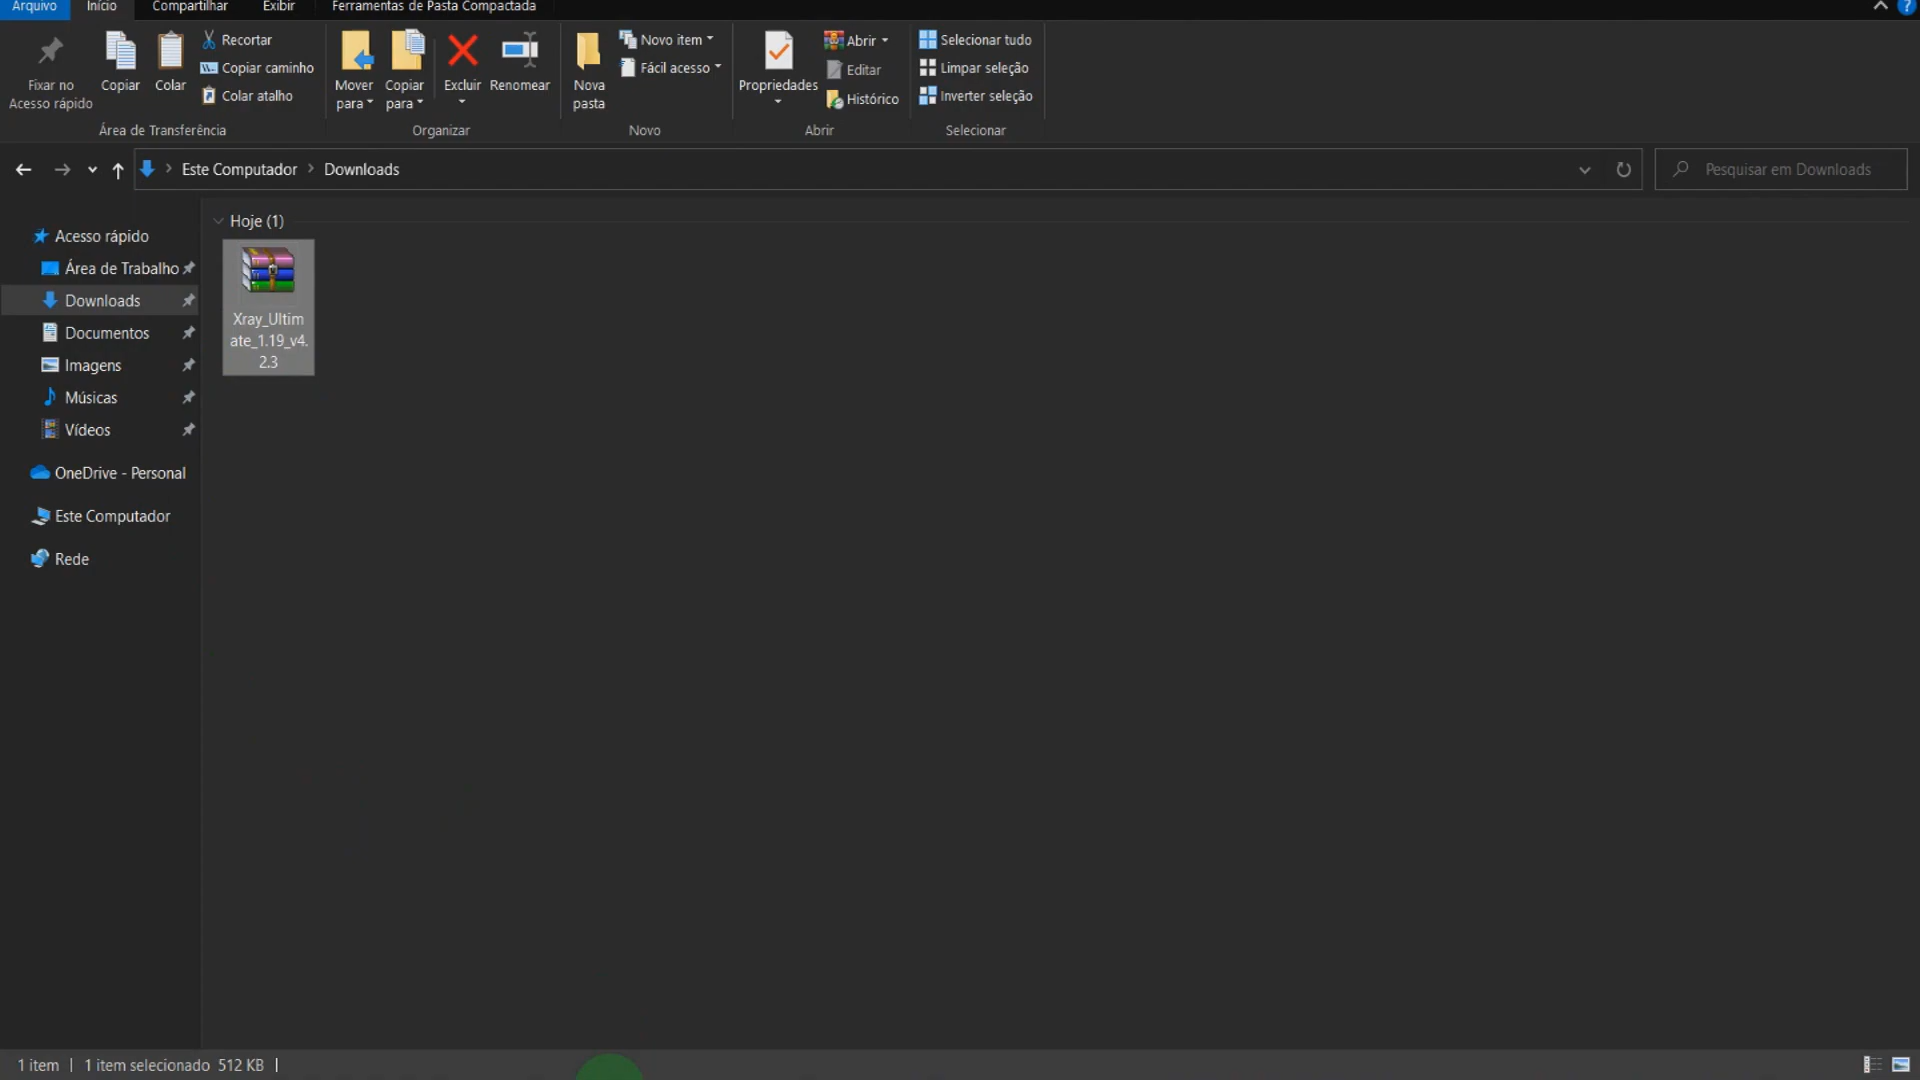 Arquivo Início Compartilhar Exibir Ferramentas de Pasta Compactada
Fixar no
Acesso rápido
Copiar
Colar
Recortar
Copiar caminho
Colar atalho
Área de Transferência
Mover
para
Copiar
para
Excluir
Renomear
Organizar
Nova
pasta
Novo item
Fácil acesso
Novo
Propriedades
Abrir
Editar
Histórico
Abrir
Selecionar tudo
Limpar seleção
Inverter seleção
Selecionar
Este Computador > Downloads
Pesquisar em Downloads
Acesso rápido
Área de Trabalho
Downloads
Documentos
Imagens
Músicas
Vídeos
OneDrive - Personal
Este Computador
Rede
Hoje (1)
Xray_Ultim
ate_1.19_v4.
2.3
1 item | 1 item selecionado 512 KB |